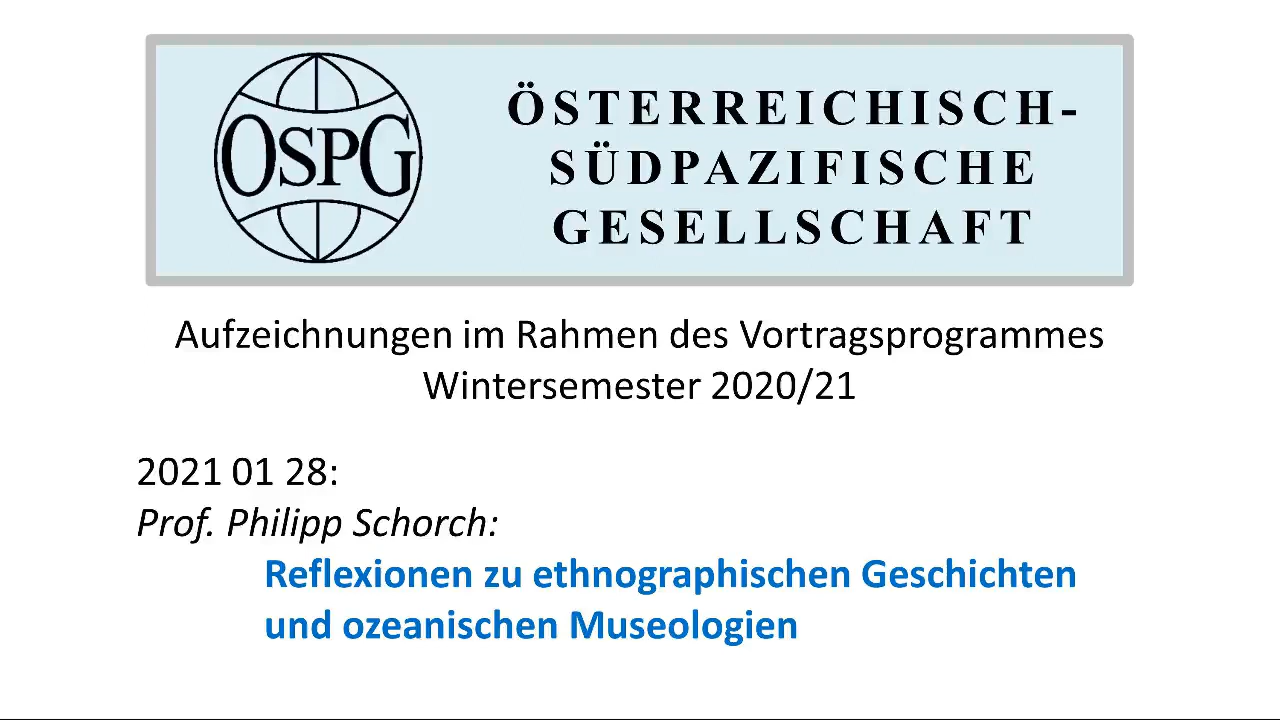 OSPG
ÖSTERREICHISCH-
SÜDPAZIFISCHE
GESELLSCHAFT
Aufzeichnungen im Rahmen des Vortragsprogrammes
Wintersemester 2020/21
2021 01 28:
Prof. Philipp Schorch:
Reflexionen zu ethnographischen Geschichten
und ozeanischen Museologien